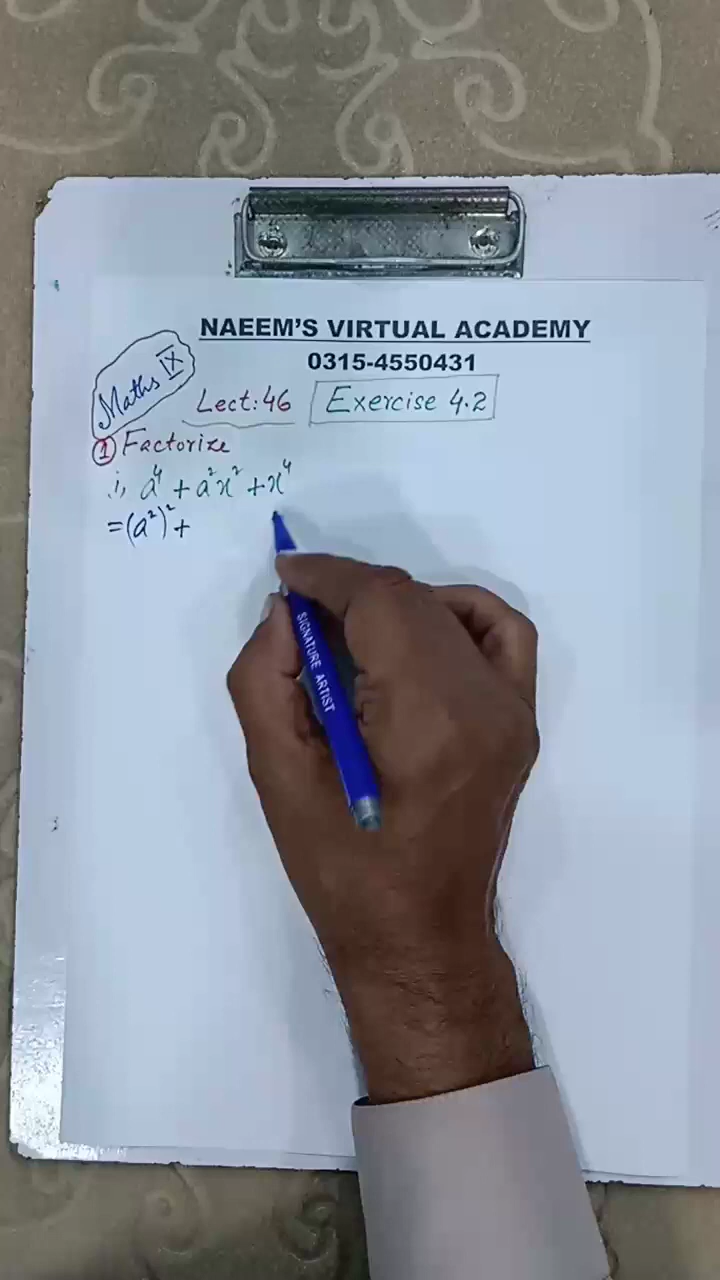 NAEEM'S VIRTUAL ACADEMY
0315-4550431
Maths IX
Lect: 46 Exercise 4.2
① Factorize
i, a⁴ + a²x² + x⁴
= (a²)² +
SIGNATURE ARTIST